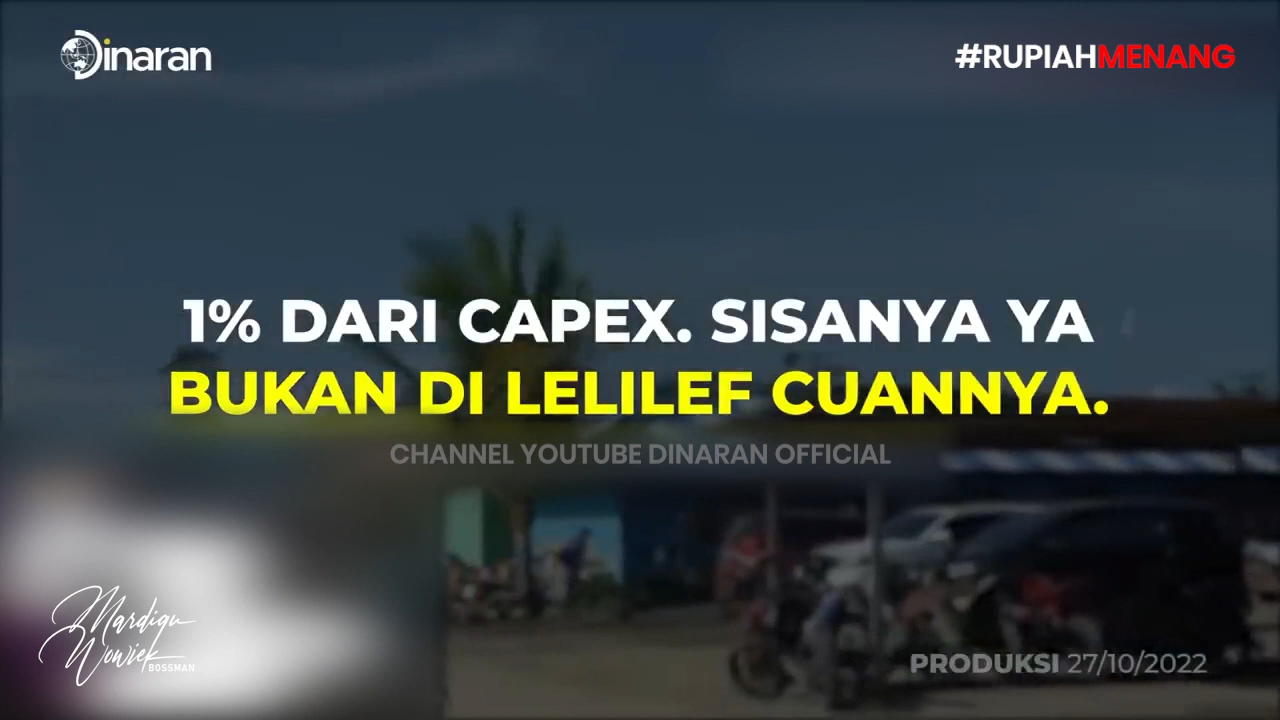 Dinaran
#RUPIAHMENANG
1% DARI CAPEX. SISANYA YA
BUKAN DI LELILEF CUANNYA.
CHANNEL YOUTUBE DINARAN OFFICIAL
Mardigu
Wowiek
BOSSMAN
PRODUKSI 27/10/2022